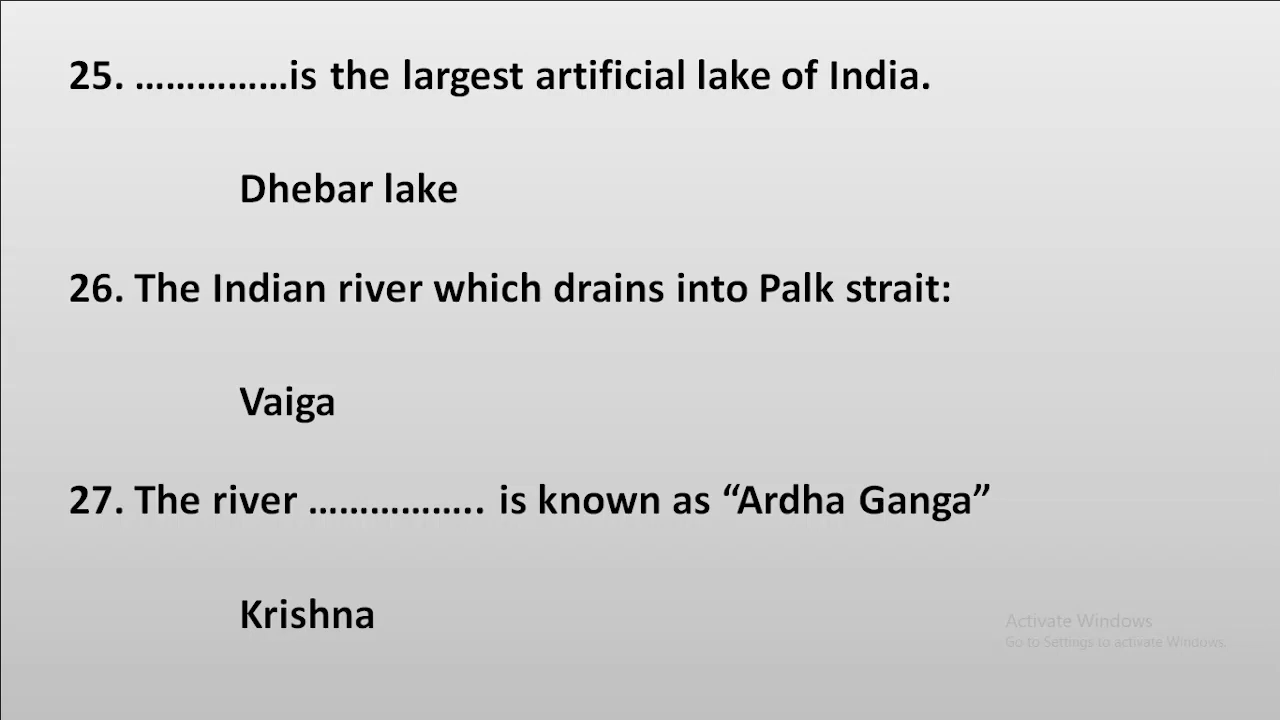 25. ……………is the largest artificial lake of India.
Dhebar lake
26. The Indian river which drains into Palk strait:
Vaiga
27. The river …………….. is known as “Ardha Ganga”
Krishna
Activate Windows
Go to Settings to activate Windows.